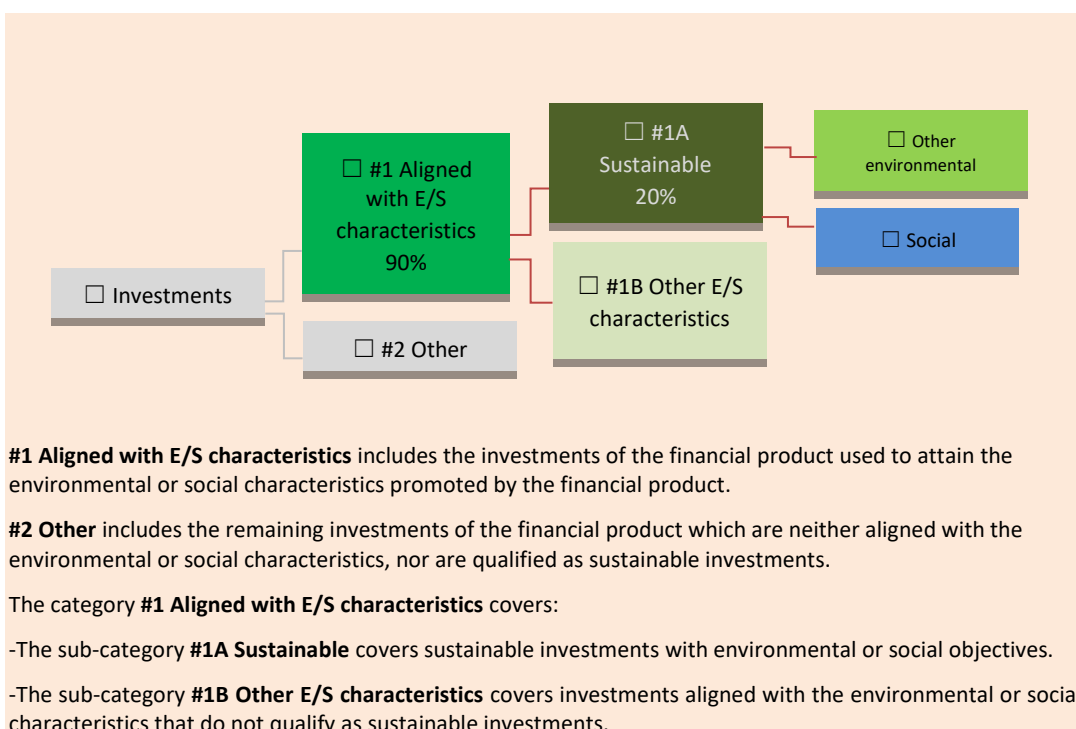 ☐ #1 Aligned
with E/S
characteristics
90%
☐ #1A
Sustainable
20%
☐ Other
environmental
☐ Social
☐ Investments
☐ #1B Other E/S
characteristics
☐ #2 Other
#1 Aligned with E/S characteristics includes the investments of the financial product used to attain the
environmental or social characteristics promoted by the financial product.
#2 Other includes the remaining investments of the financial product which are neither aligned with the
environmental or social characteristics, nor are qualified as sustainable investments.
The category #1 Aligned with E/S characteristics covers:
-The sub-category #1A Sustainable covers sustainable investments with environmental or social objectives.
-The sub-category #1B Other E/S characteristics covers investments aligned with the environmental or socia
characteristics that do not qualify as sustainable investments.